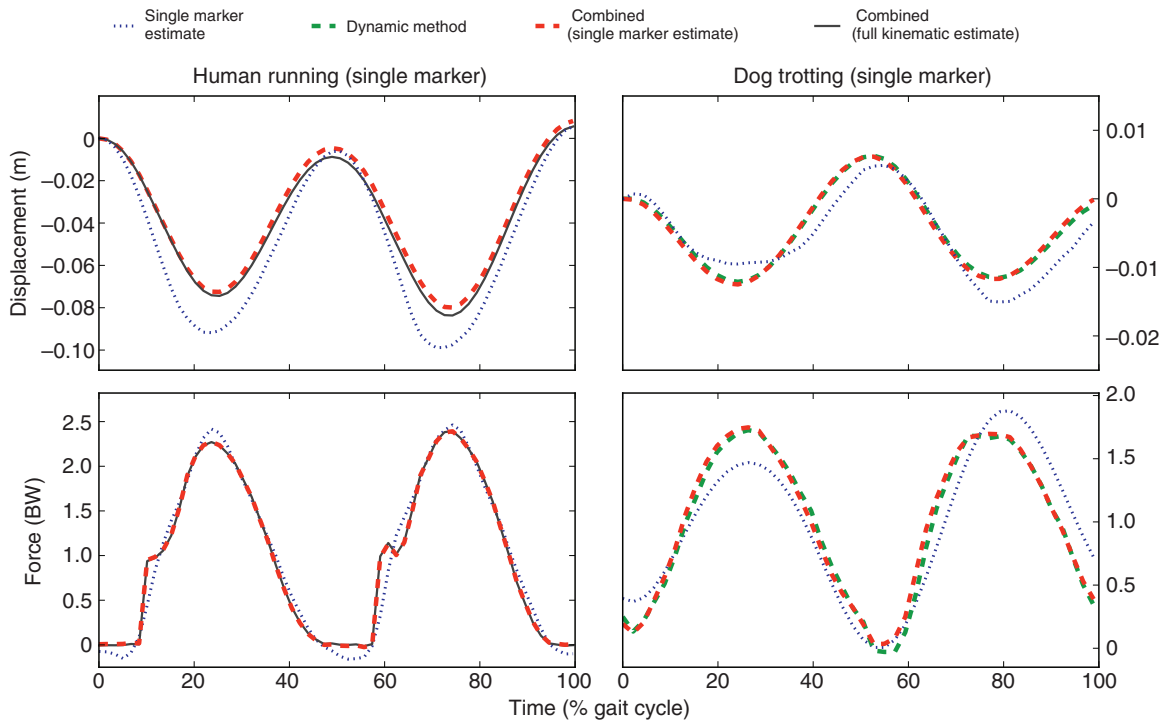 Single marker
estimate
Dynamic method
Combined
(single marker estimate)
Combined
(full kinematic estimate)
Human running (single marker)
Dog trotting (single marker)
Displacement (m)
0
–0.02
–0.04
–0.06
–0.08
–0.10
0.01
0
–0.01
–0.02
Force (BW)
2.5
2.0
1.5
1.0
0.5
0
2.0
1.5
1.0
0.5
0
0 20 40 60 80 100
0 20 40 60 80 100
Time (% gait cycle)